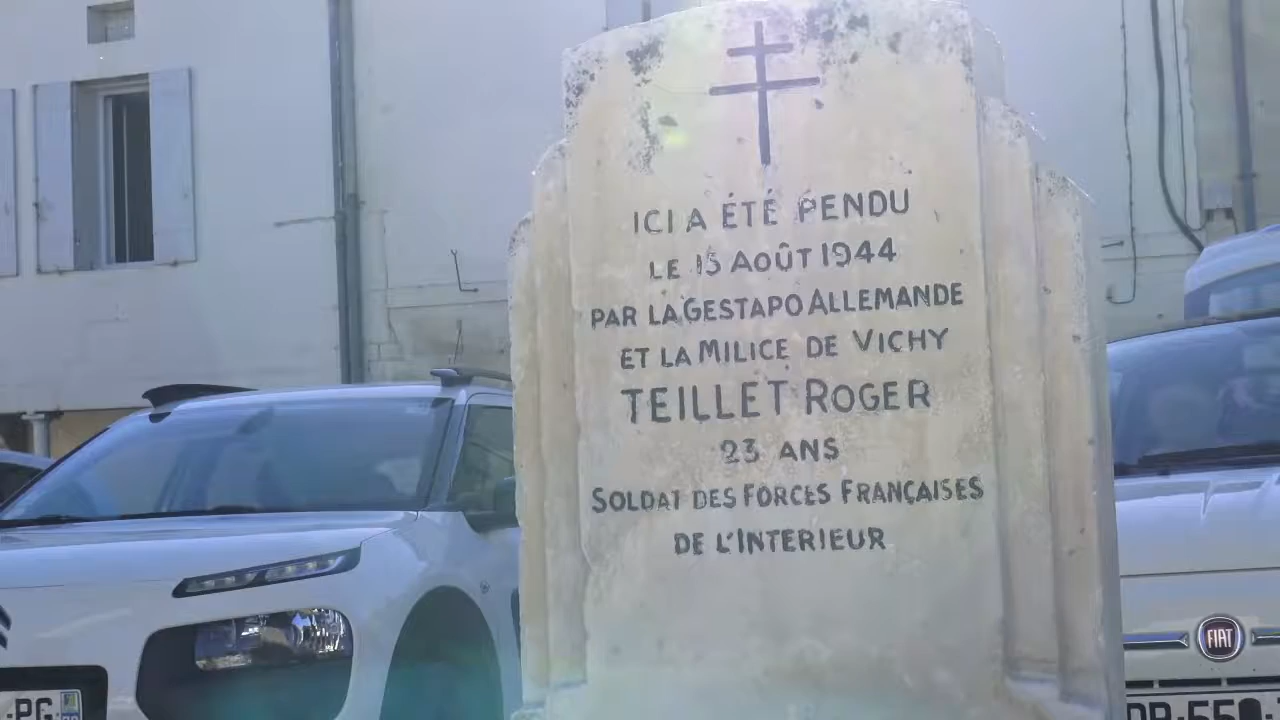 ICI A ÉTÉ PENDU
LE 15 AOÛT 1944
PAR LA GESTAPO ALLEMANDE
ET LA MILICE DE VICHY
TEILLET ROGER
23 ANS
SOLDAT DES FORCES FRANÇAISES
DE L'INTERIEUR
FIAT
-PG